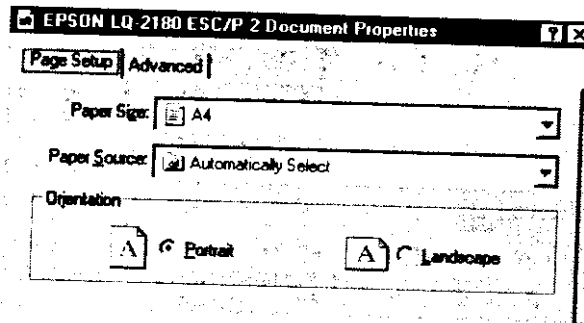 EPSON LQ-2180 ESC/P 2 Document Properties
Page Setup Advanced
Paper Size: A4
Paper Source: Automatically Select
Orientation
A Portrait A Landscape